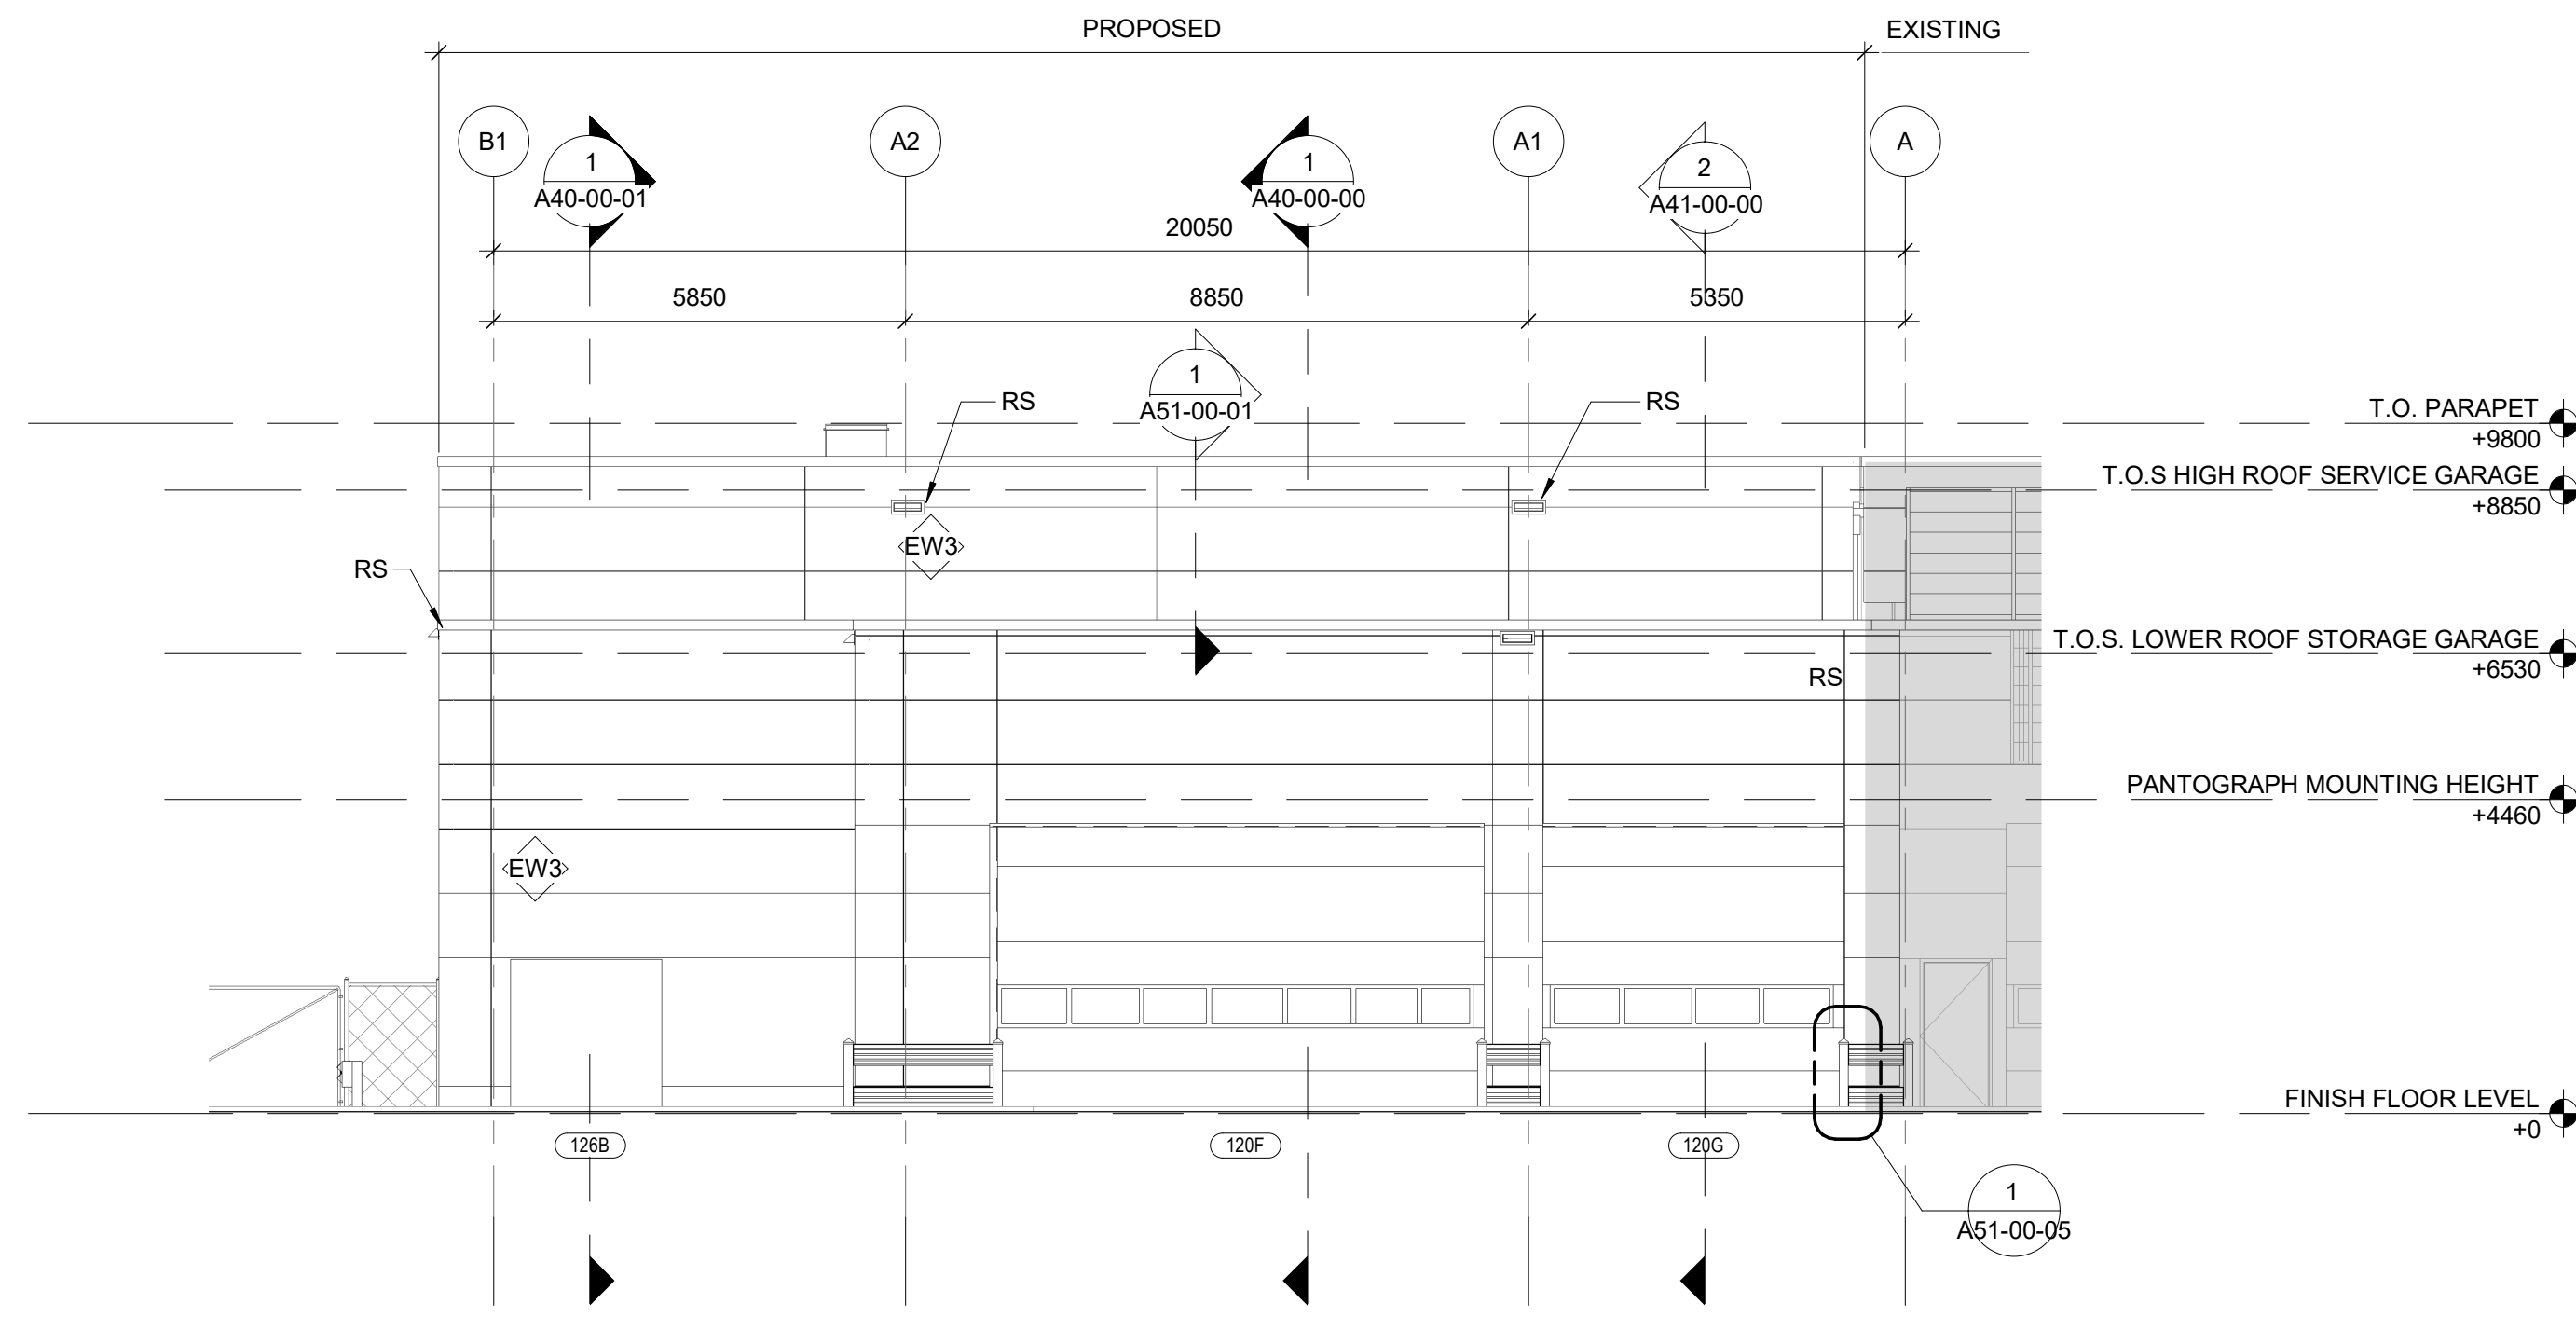 PROPOSED
EXISTING
B1
1
A40-00-01
A2
1
A40-00-00
A1
2
A41-00-00
A
20050
5850
8850
5350
1
A51-00-01
RS
RS
T.O. PARAPET
+9800
T.O.S HIGH ROOF SERVICE GARAGE
+8850
EW3
RS
T.O.S. LOWER ROOF STORAGE GARAGE
+6530
RS
PANTOGRAPH MOUNTING HEIGHT
+4460
EW3
FINISH FLOOR LEVEL
+0
126B
120F
120G
1
A51-00-05